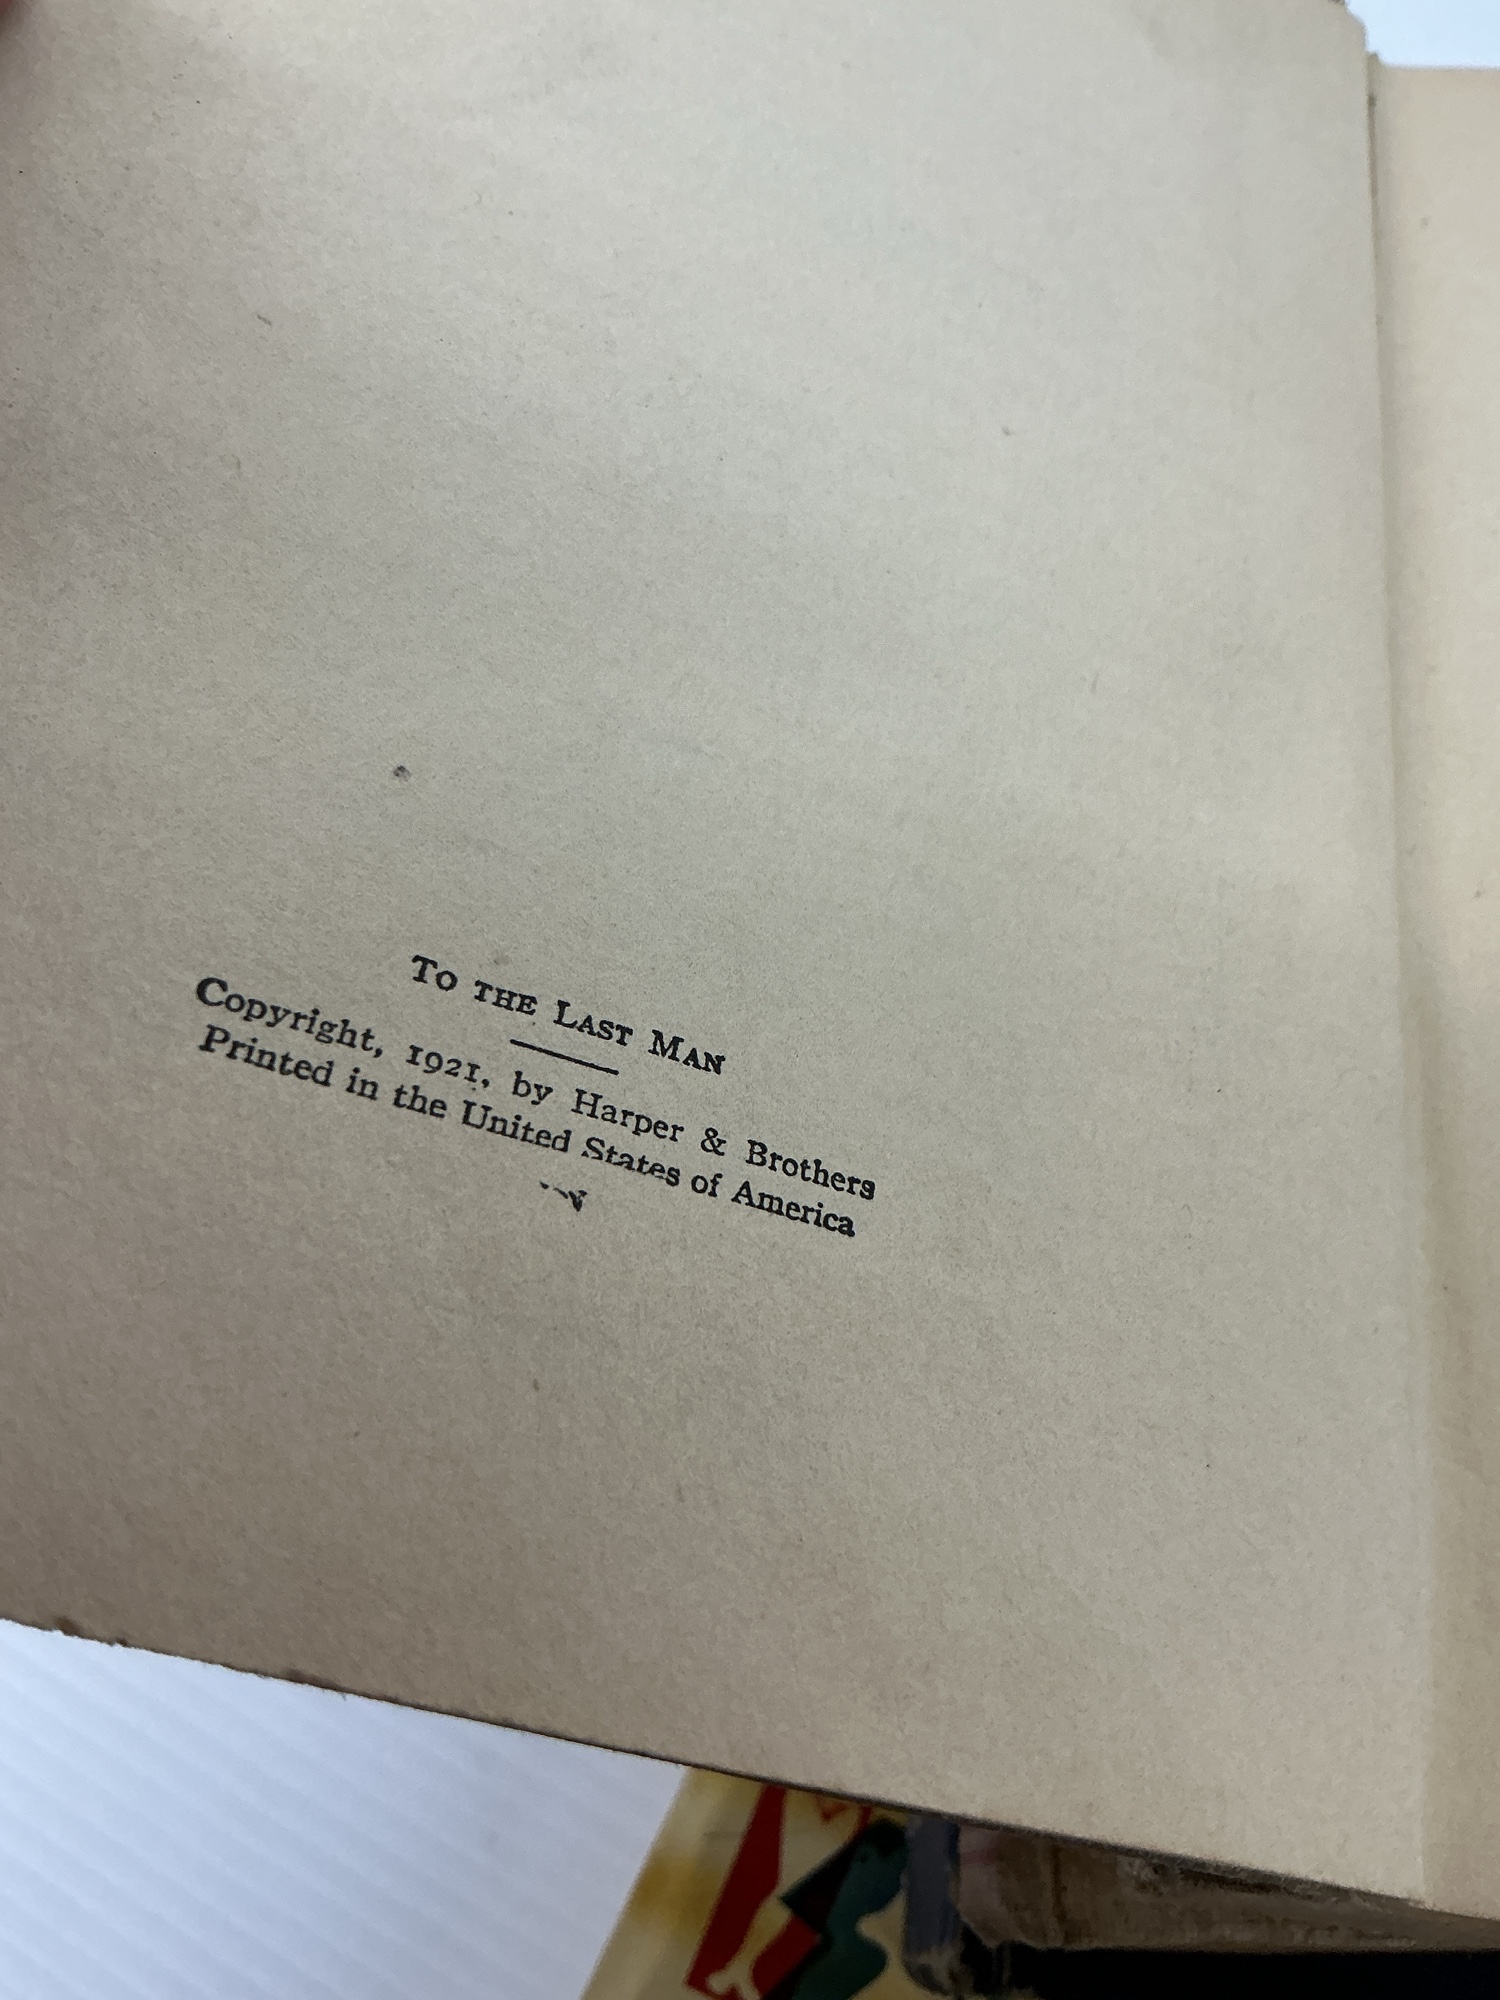 To the Last Man
Copyright, 1921, by Harper & Brothers
Printed in the United States of America